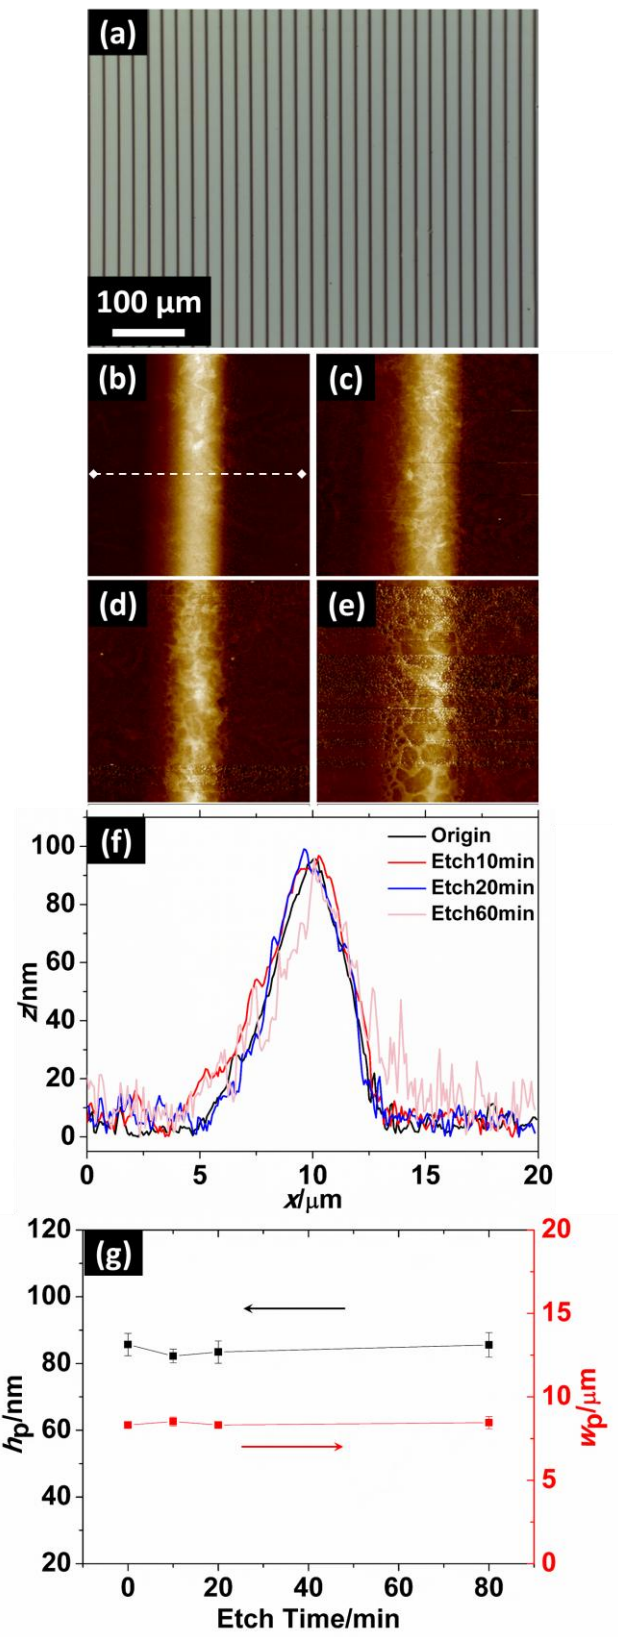 (a)
100 μm
(b)
(c)
(d)
(e)
(f)
Origin
Etch10min
Etch20min
Etch60min
100
80
60
40
20
0
z/nm
0 5 10 15 20
x/μm
(g)
120
100
80
60
40
20
hp/nm
20
15
10
5
0
wp/μm
0 20 40 60 80
Etch Time/min